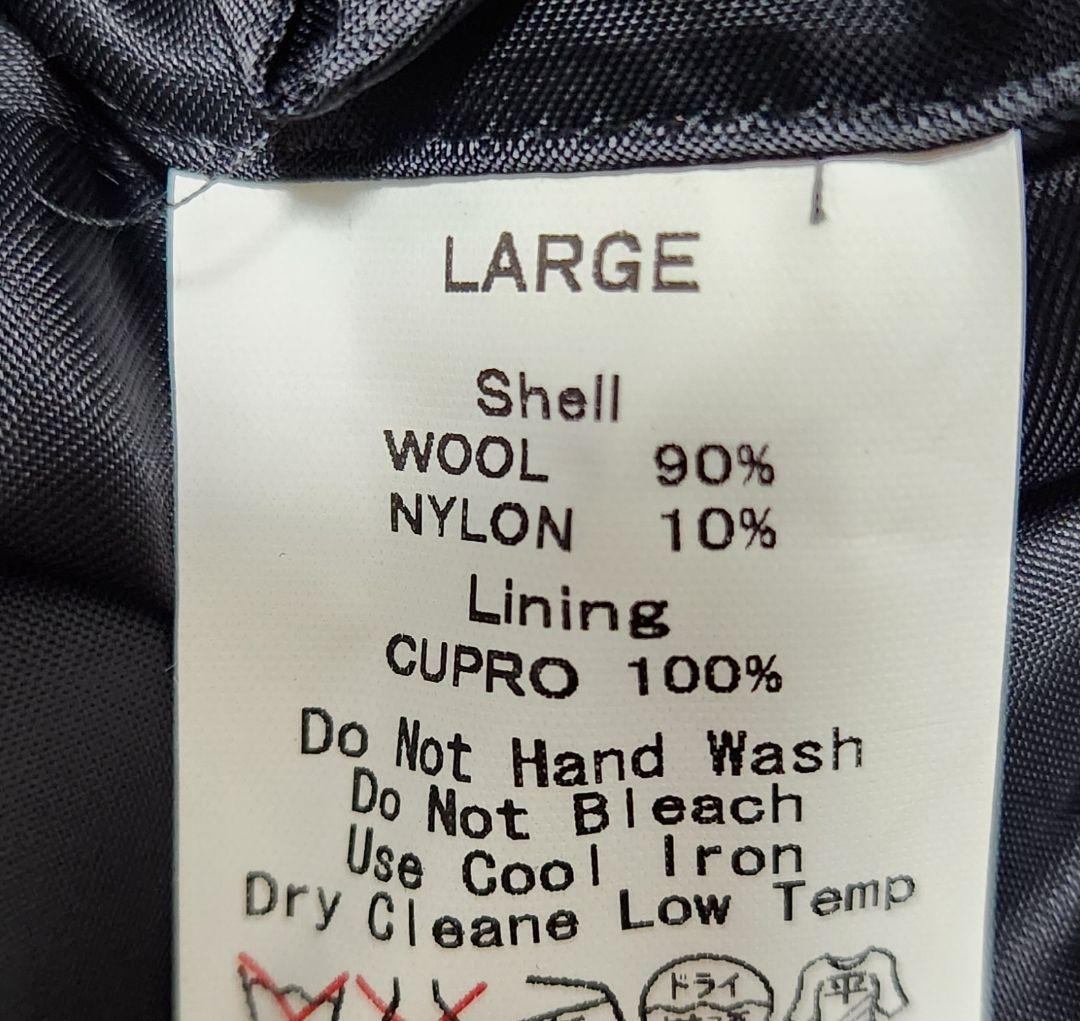 LARGE
Shell
WOOL 90%
NYLON 10%
Lining
CUPRO 100%
Do Not Hand Wash
Do Not Bleach
Use Cool Iron
Dry Cleane Low Temp
ドライ
平